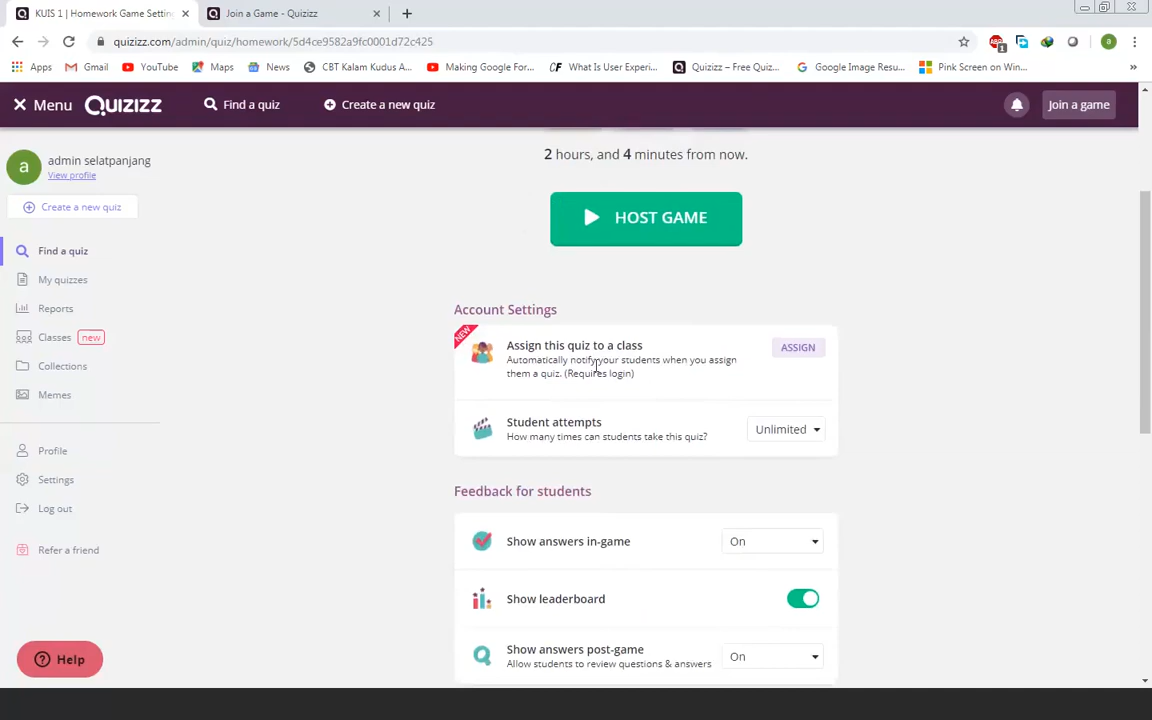 KUIS 1 | Homework Game Settin
Join a Game - Quizizz
quizizz.com/admin/quiz/homework/5d4ce9582a9fc0001d72c425
ABP
1
a
Apps
Gmail
YouTube
Maps
News
CBT Kalam Kudus A...
Making Google For...
CF What Is User Experi...
Quizizz – Free Quiz...
Google Image Resu...
Pink Screen on Win...
»
Menu
QUIZIZZ
Find a quiz
Create a new quiz
Join a game
a
admin selatpanjang
View profile
Create a new quiz
Find a quiz
My quizzes
Reports
Classes new
Collections
Memes
Profile
Settings
Log out
Refer a friend
Help
2 hours, and 4 minutes from now.
HOST GAME
Account Settings
NEW
Assign this quiz to a class
Automatically notify your students when you assign
them a quiz. (Requires login)
ASSIGN
Student attempts
How many times can students take this quiz?
Unlimited
Feedback for students
Show answers in-game
On
Show leaderboard
Show answers post-game
Allow students to review questions & answers
On